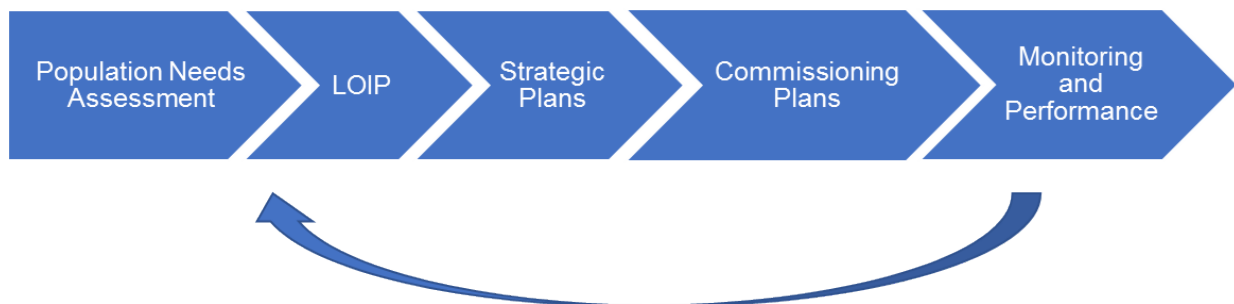 Population Needs
Assessment
LOIP
Strategic
Plans
Commissioning
Plans
Monitoring
and
Performance